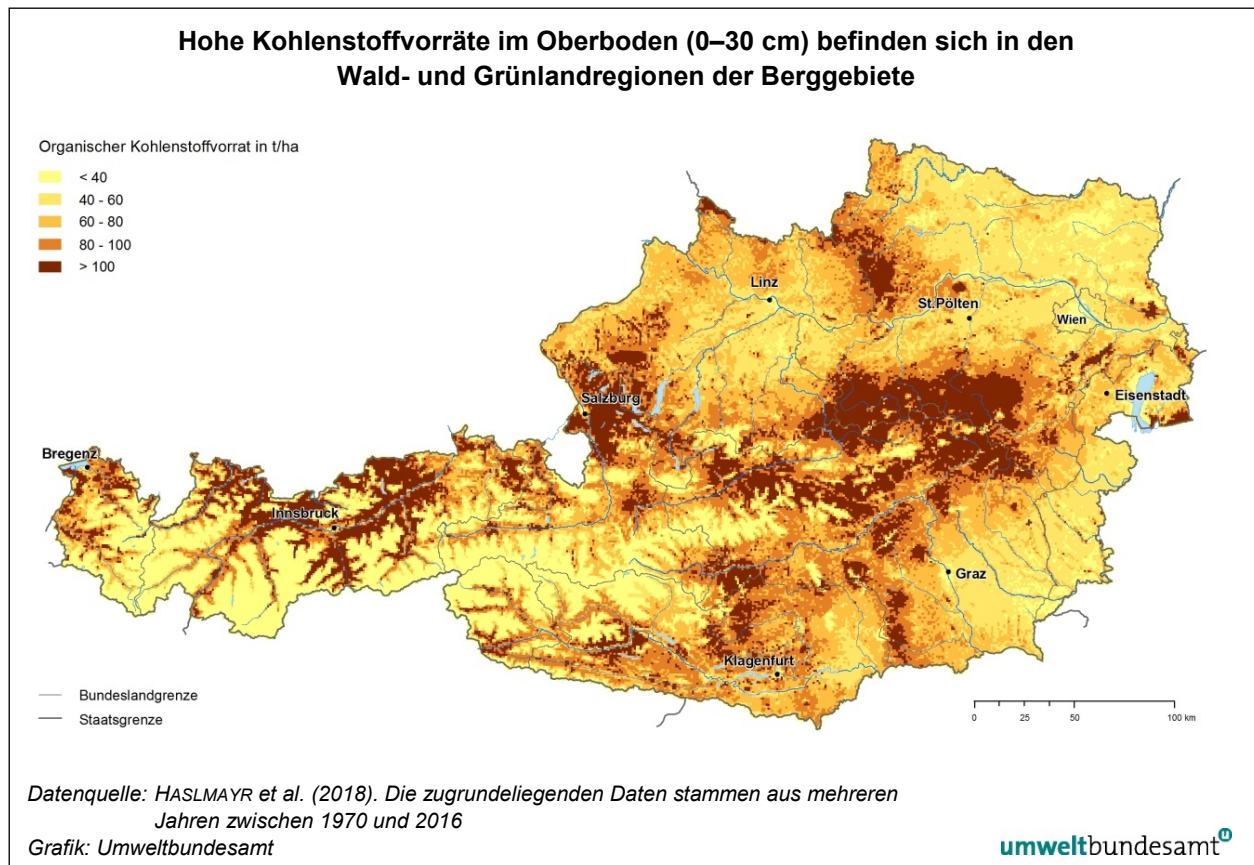 Hohe Kohlenstoffvorräte im Oberboden (0–30 cm) befinden sich in den
Wald- und Grünlandregionen der Berggebiete
Organischer Kohlenstoffvorrat in t/ha
< 40
40 - 60
60 - 80
80 - 100
> 100
Linz
St.Pölten
Wien
Eisenstadt
Salzburg
Bregenz
Innsbruck
Graz
Klagenfurt
Bundeslandgrenze
Staatsgrenze
0 12 25 50 100 km
Datenquelle: HASLMAYR et al. (2018). Die zugrundeliegenden Daten stammen aus mehreren
Jahren zwischen 1970 und 2016
Grafik: Umweltbundesamt
umweltbundesamt u